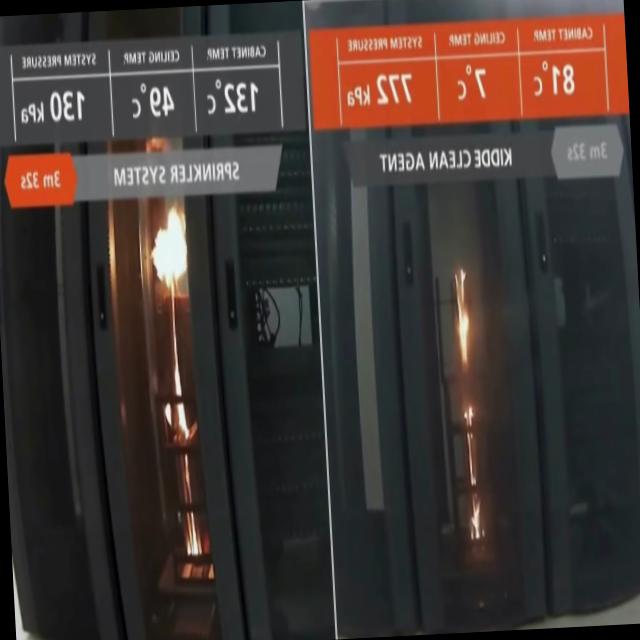 CABINET TEMP. CEILING TEMP. SYSTEM PRESSURE
81°C 7°C 772 kPa
3m 32s KIDDE CLEAN AGENT
CABINET TEMP. CEILING TEMP. SYSTEM PRESSURE
132°C 49°C 130 kPa
SPRINKLER SYSTEM 3m 32s